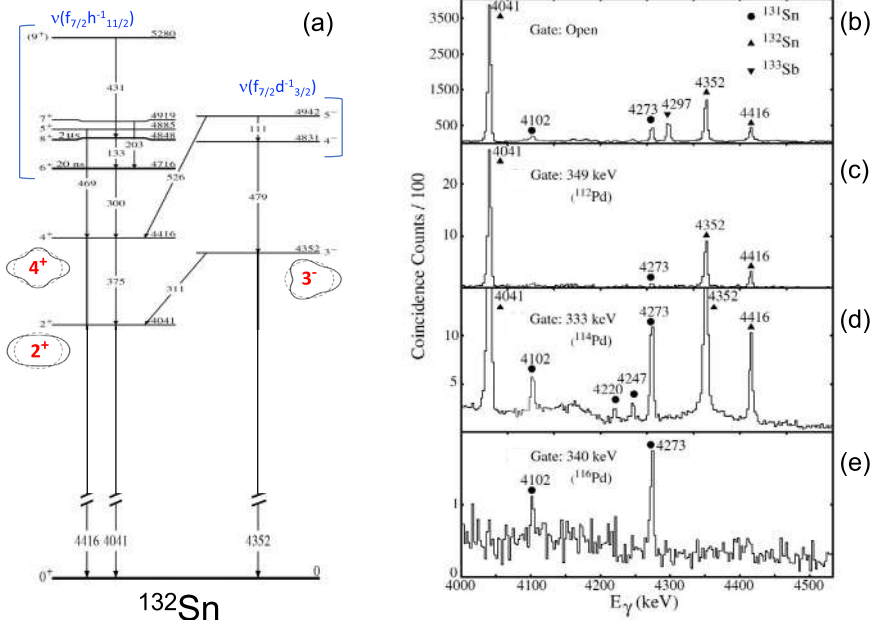 ν(f7/2h⁻¹11/2)
(a)
(9⁺) 5280
431
ν(f7/2d⁻¹3/2)
7⁻ 4919
4942 5⁻
5⁺ 4885
8⁺ 2 μs 4848
111
203
4831 4⁻
133
6⁺ 20 ns 4716
469
526
300
479
4⁺ 4416
4⁺
4352 3⁻
3⁻
375
311
2⁺ 4041
2⁺
4416 4041 4352
0⁺ 0
¹³²Sn
Coincidence Counts / 100
3500
2500
1500
500
4041
Gate: Open
● ¹³¹Sn
▲ ¹³²Sn
▼ ¹³³Sb
(b)
4102
4273
4297
4352
4416
20
10
4041
Gate: 349 keV
(¹¹²Pd)
4273
4352
4416
(c)
10
5
4041
Gate: 333 keV
(¹¹⁴Pd)
4102
4220
4247
4273
4352
4416
(d)
1
Gate: 340 keV
(¹¹⁶Pd)
4102
4273
(e)
4000 4100 4200 4300 4400 4500
Eγ (keV)